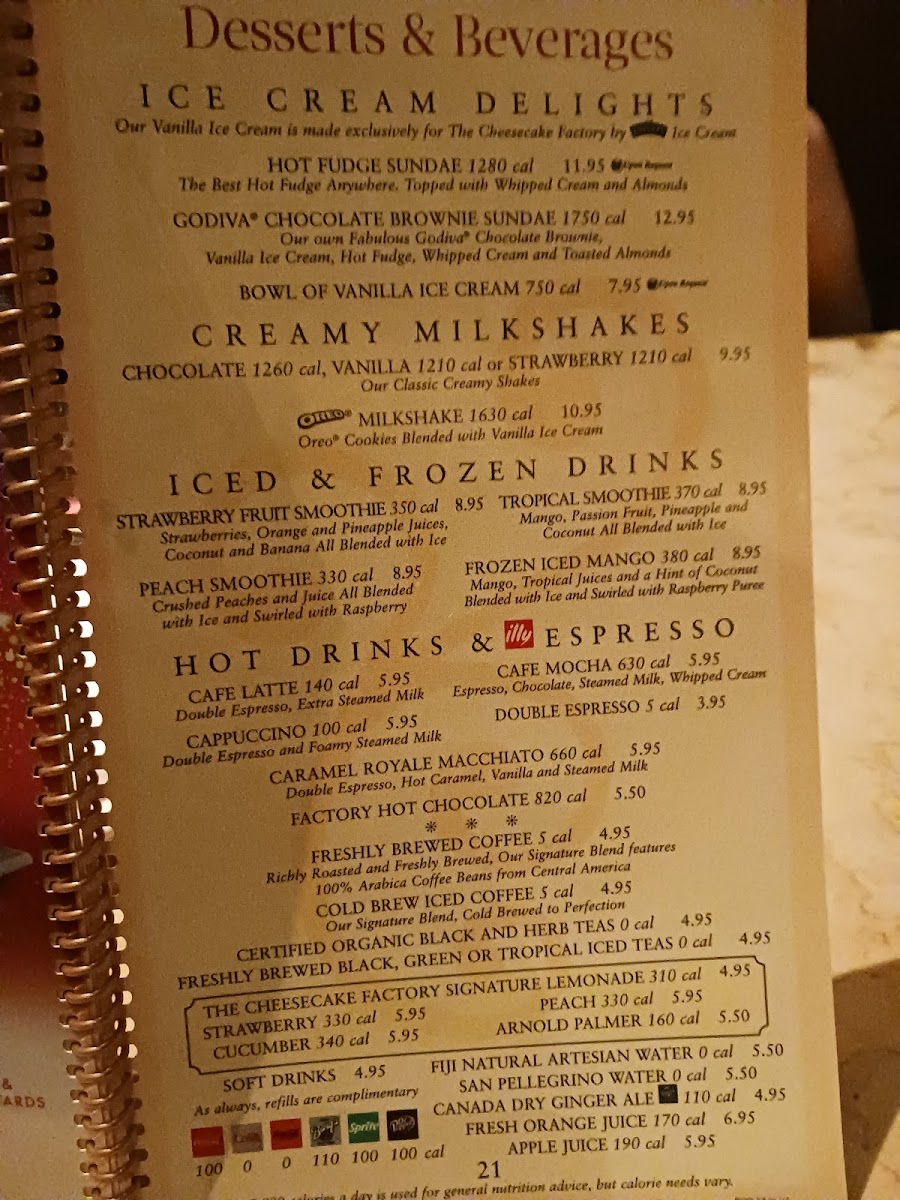 Desserts & Beverages
ICE CREAM DELIGHTS
Our Vanilla Ice Cream is made exclusively for The Cheesecake Factory by Ice Cream
HOT FUDGE SUNDAE 1280 cal 11.95 Upon Request
The Best Hot Fudge Anywhere. Topped with Whipped Cream and Almonds
GODIVA® CHOCOLATE BROWNIE SUNDAE 1750 cal 12.95
Our own Fabulous Godiva® Chocolate Brownie,
Vanilla Ice Cream, Hot Fudge, Whipped Cream and Toasted Almonds
BOWL OF VANILLA ICE CREAM 750 cal 7.95 Upon Request
CREAMY MILKSHAKES
CHOCOLATE 1260 cal, VANILLA 1210 cal or STRAWBERRY 1210 cal 9.95
Our Classic Creamy Shakes
OREO® MILKSHAKE 1630 cal 10.95
Oreo® Cookies Blended with Vanilla Ice Cream
ICED & FROZEN DRINKS
STRAWBERRY FRUIT SMOOTHIE 350 cal 8.95
Strawberries, Orange and Pineapple Juices,
Coconut and Banana All Blended with Ice
TROPICAL SMOOTHIE 370 cal 8.95
Mango, Passion Fruit, Pineapple and
Coconut All Blended with Ice
PEACH SMOOTHIE 330 cal 8.95
Crushed Peaches and Juice All Blended
with Ice and Swirled with Raspberry
FROZEN ICED MANGO 380 cal 8.95
Mango, Tropical Juices and a Hint of Coconut
Blended with Ice and Swirled with Raspberry Puree
HOT DRINKS & illy ESPRESSO
CAFE LATTE 140 cal 5.95
Double Espresso, Extra Steamed Milk
CAFE MOCHA 630 cal 5.95
Espresso, Chocolate, Steamed Milk, Whipped Cream
CAPPUCCINO 100 cal 5.95
Double Espresso and Foamy Steamed Milk
DOUBLE ESPRESSO 5 cal 3.95
CARAMEL ROYALE MACCHIATO 660 cal 5.95
Double Espresso, Hot Caramel, Vanilla and Steamed Milk
FACTORY HOT CHOCOLATE 820 cal 5.50
FRESHLY BREWED COFFEE 5 cal 4.95
Richly Roasted and Freshly Brewed, Our Signature Blend features
100% Arabica Coffee Beans from Central America
COLD BREW ICED COFFEE 5 cal 4.95
Our Signature Blend, Cold Brewed to Perfection
CERTIFIED ORGANIC BLACK AND HERB TEAS 0 cal 4.95
FRESHLY BREWED BLACK, GREEN OR TROPICAL ICED TEAS 0 cal 4.95
THE CHEESECAKE FACTORY SIGNATURE LEMONADE 310 cal 4.95
STRAWBERRY 330 cal 5.95
PEACH 330 cal 5.95
CUCUMBER 340 cal 5.95
ARNOLD PALMER 160 cal 5.50
SOFT DRINKS 4.95
As always, refills are complimentary
Sprite
100 0 0 110 100 100 cal
FIJI NATURAL ARTESIAN WATER 0 cal 5.50
SAN PELLEGRINO WATER 0 cal 5.50
CANADA DRY GINGER ALE 110 cal 4.95
FRESH ORANGE JUICE 170 cal 6.95
APPLE JUICE 190 cal 5.95
21
calories a day is used for general nutrition advice, but calorie needs vary.
&